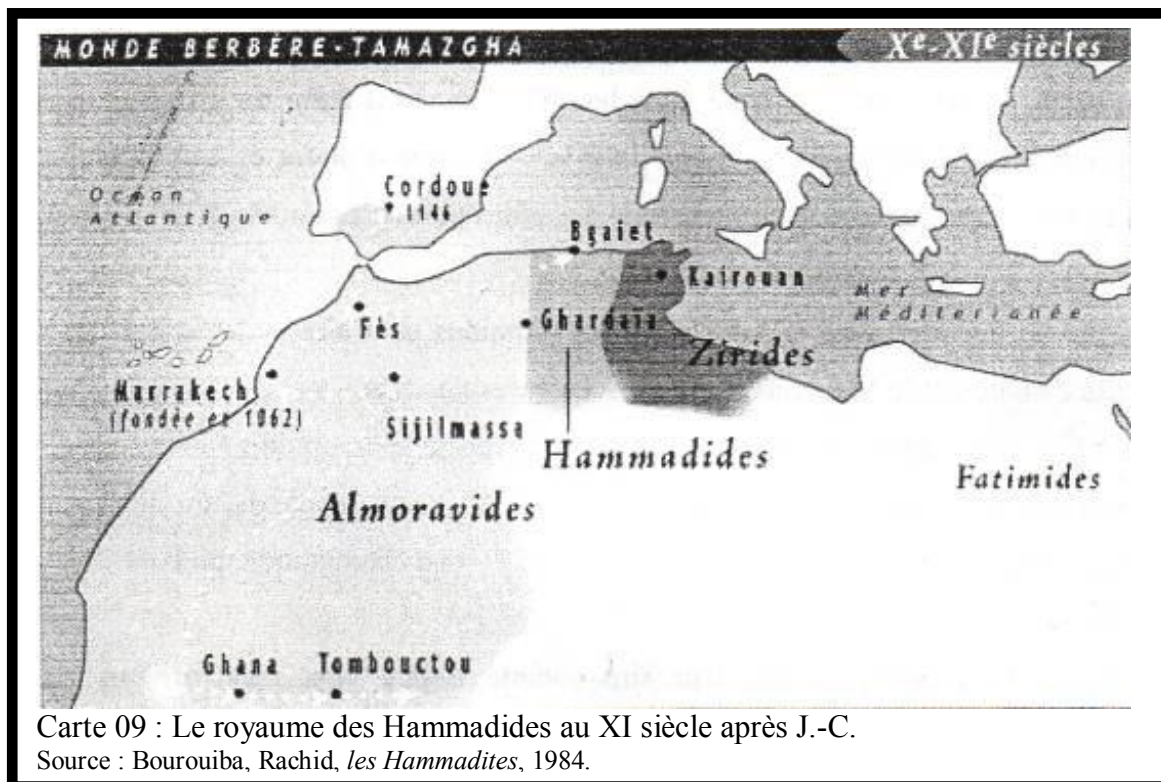 MONDE BERBÈRE-TAMAZGHA
Xe-XIe siècles
Océan
Atlantique
Cordoue
1146
Bgaiet
Kairouan
Mer
Méditerranée
Fès
Ghardaïa
Zirides
Marrakech
(fondée en 1062)
Sijilmassa
Hammadides
Fatimides
Almoravides
Ghana
Tombouctou
Carte 09 : Le royaume des Hammadides au XI siècle après J.-C.
Source : Bourouiba, Rachid, les Hammadites, 1984.